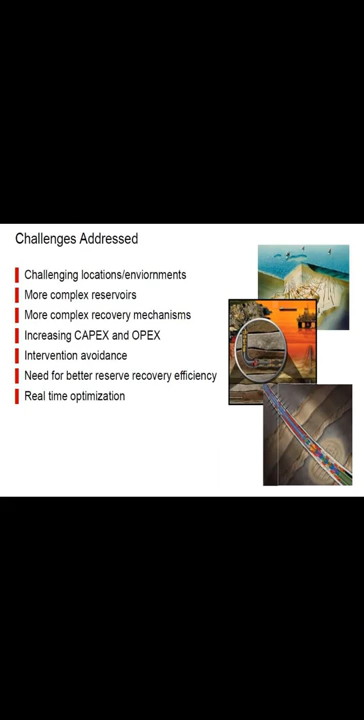 Challenges Addressed
Challenging locations/enviornments
More complex reservoirs
More complex recovery mechanisms
Increasing CAPEX and OPEX
Intervention avoidance
Need for better reserve recovery efficiency
Real time optimization